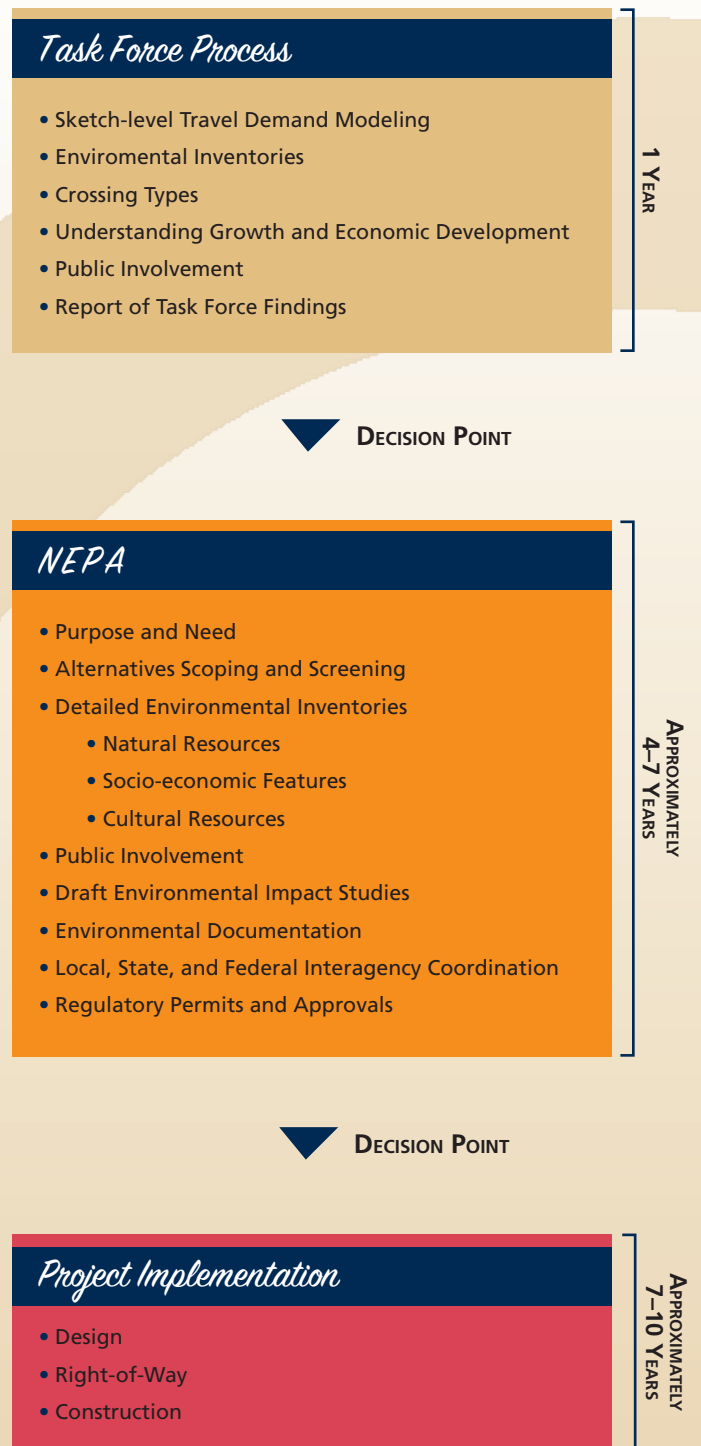 Task Force Process
• Sketch-level Travel Demand Modeling
• Enviromental Inventories
• Crossing Types
• Understanding Growth and Economic Development
• Public Involvement
• Report of Task Force Findings
1 Year
Decision Point
NEPA
• Purpose and Need
• Alternatives Scoping and Screening
• Detailed Environmental Inventories
• Natural Resources
• Socio-economic Features
• Cultural Resources
• Public Involvement
• Draft Environmental Impact Studies
• Environmental Documentation
• Local, State, and Federal Interagency Coordination
• Regulatory Permits and Approvals
Approximately
4–7 Years
Decision Point
Project Implementation
• Design
• Right-of-Way
• Construction
Approximately
7–10 Years